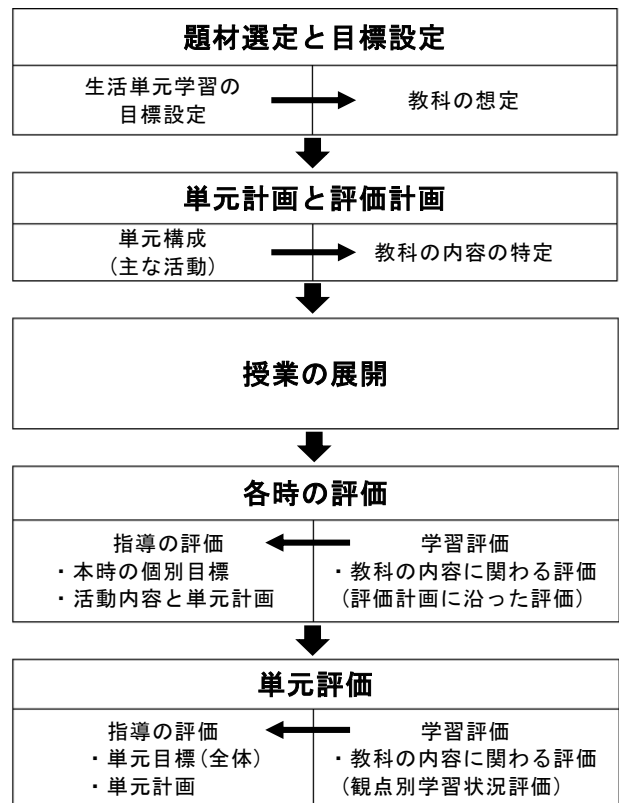 題材選定と目標設定
生活単元学習の
目標設定
教科の想定
単元計画と評価計画
単元構成
(主な活動)
教科の内容の特定
授業の展開
各時の評価
指導の評価
・本時の個別目標
・活動内容と単元計画
学習評価
・教科の内容に関わる評価
(評価計画に沿った評価)
単元評価
指導の評価
・単元目標(全体)
・単元計画
学習評価
・教科の内容に関わる評価
(観点別学習状況評価)